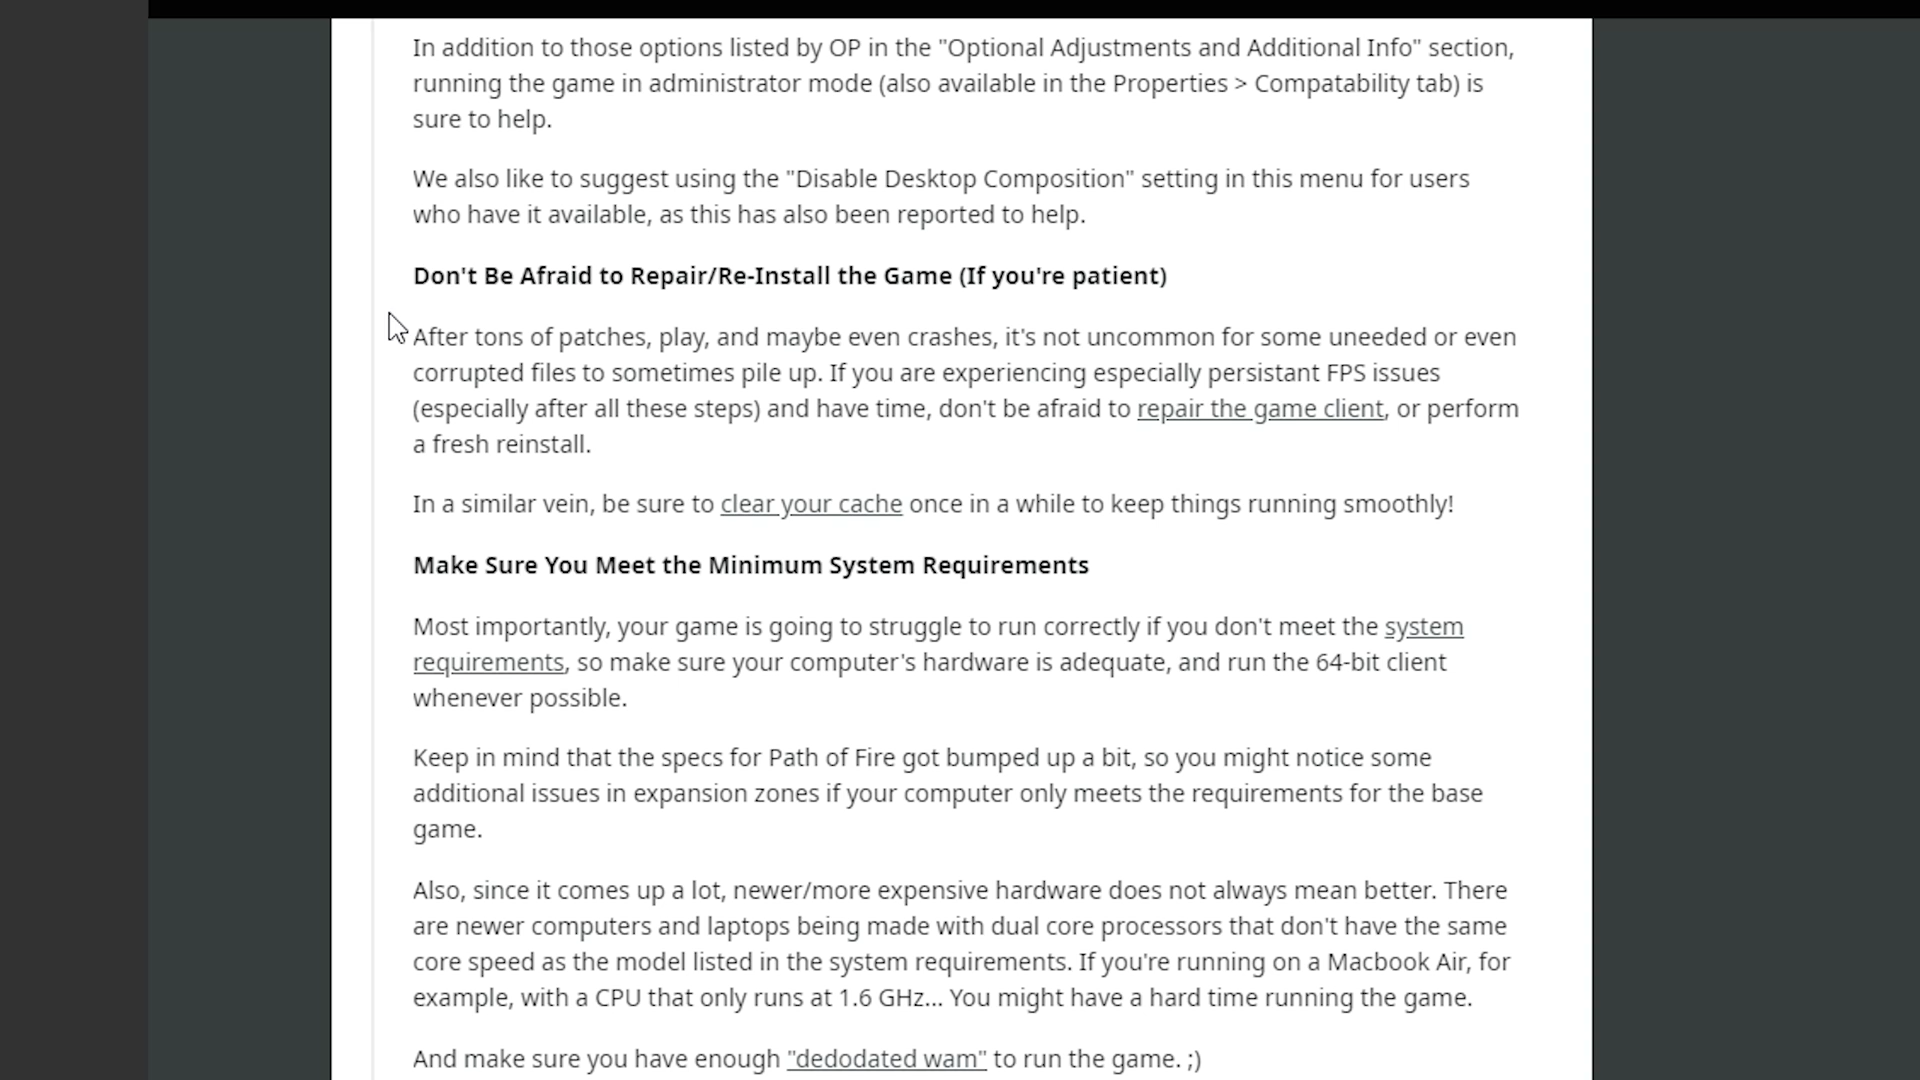 In addition to those options listed by OP in the "Optional Adjustments and Additional Info" section,
running the game in administrator mode (also available in the Properties > Compatability tab) is
sure to help.
We also like to suggest using the "Disable Desktop Composition" setting in this menu for users
who have it available, as this has also been reported to help.
Don't Be Afraid to Repair/Re-Install the Game (If you're patient)
After tons of patches, play, and maybe even crashes, it's not uncommon for some uneeded or even
corrupted files to sometimes pile up. If you are experiencing especially persistant FPS issues
(especially after all these steps) and have time, don't be afraid to repair the game client, or perform
a fresh reinstall.
In a similar vein, be sure to clear your cache once in a while to keep things running smoothly!
Make Sure You Meet the Minimum System Requirements
Most importantly, your game is going to struggle to run correctly if you don't meet the system
requirements, so make sure your computer's hardware is adequate, and run the 64-bit client
whenever possible.
Keep in mind that the specs for Path of Fire got bumped up a bit, so you might notice some
additional issues in expansion zones if your computer only meets the requirements for the base
game.
Also, since it comes up a lot, newer/more expensive hardware does not always mean better. There
are newer computers and laptops being made with dual core processors that don't have the same
core speed as the model listed in the system requirements. If you're running on a Macbook Air, for
example, with a CPU that only runs at 1.6 GHz... You might have a hard time running the game.
And make sure you have enough "dedodated wam" to run the game. ;)